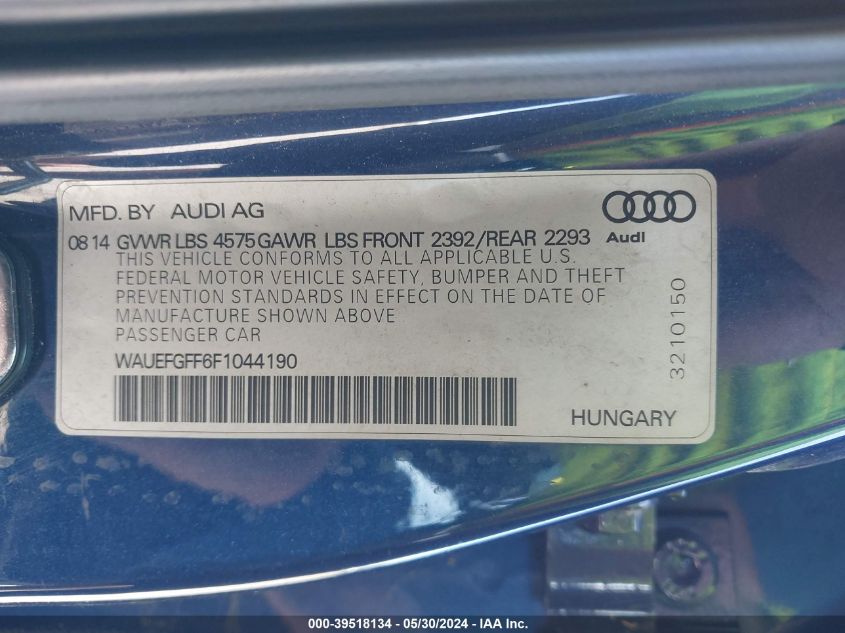 MFD. BY AUDI AG
0814 GVWR LBS 4575 GAWR LBS FRONT 2392/REAR 2293
Audi
THIS VEHICLE CONFORMS TO ALL APPLICABLE U.S.
FEDERAL MOTOR VEHICLE SAFETY, BUMPER AND THEFT
PREVENTION STANDARDS IN EFFECT ON THE DATE OF
MANUFACTURE SHOWN ABOVE
PASSENGER CAR
WAUEFGFF6F1044190
HUNGARY
3210150
000-39518134 - 05/30/2024 - IAA Inc.